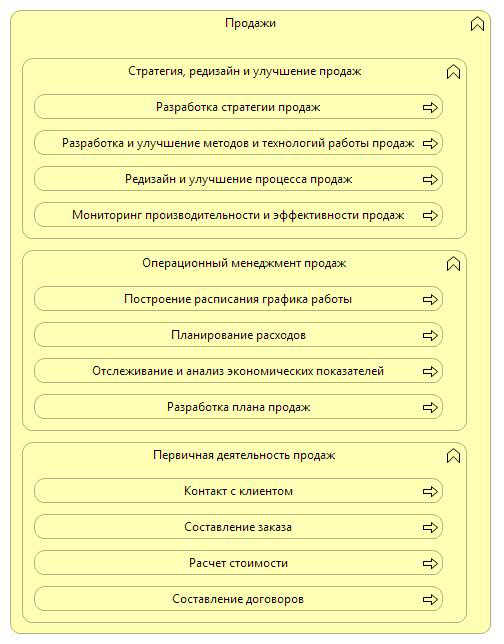 Продажи
Стратегия, редизайн и улучшение продаж
Разработка стратегии продаж
Разработка и улучшение методов и технологий работы продаж
Редизайн и улучшение процесса продаж
Мониторинг производительности и эффективности продаж
Операционный менеджмент продаж
Построение расписания графика работы
Планирование расходов
Отслеживание и анализ экономических показателей
Разработка плана продаж
Первичная деятельность продаж
Контакт с клиентом
Составление заказа
Расчет стоимости
Составление договоров